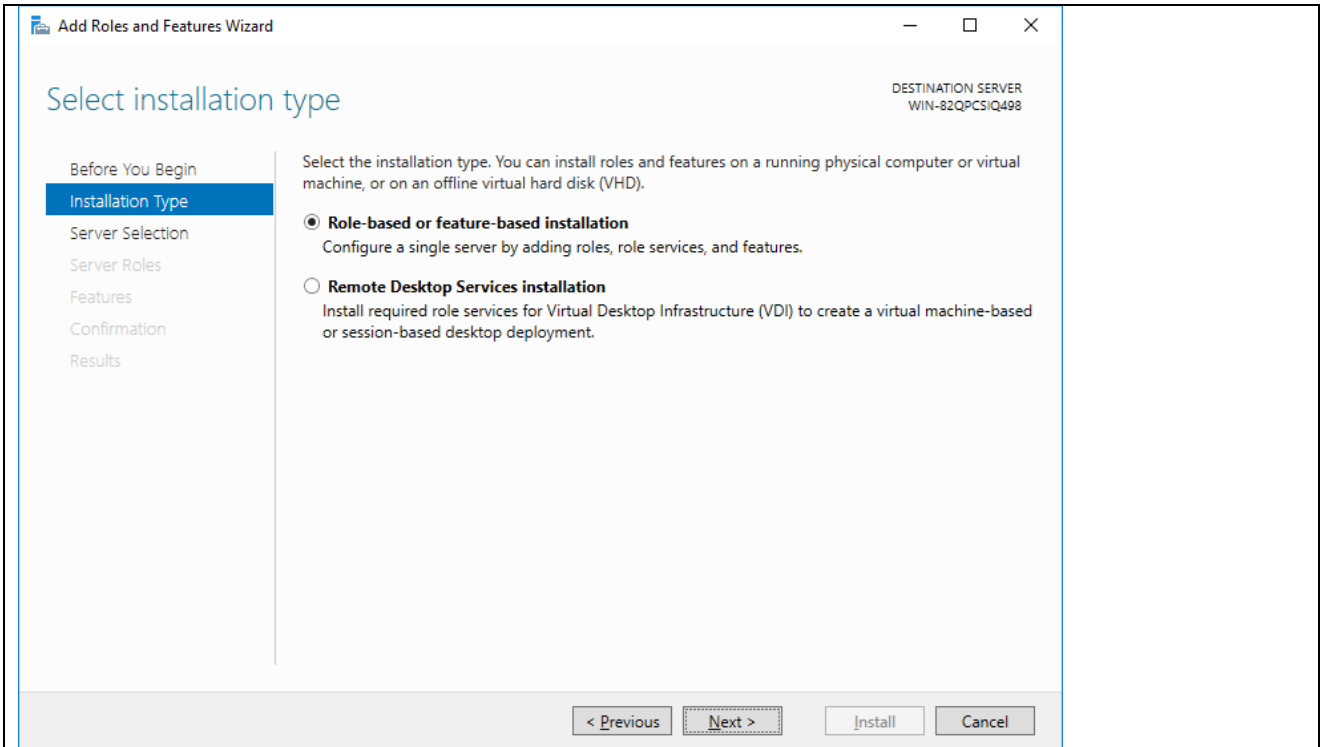 Add Roles and Features Wizard
Select installation type
DESTINATION SERVER
WIN-82QPCSIQ498
Before You Begin
Installation Type
Server Selection
Server Roles
Features
Confirmation
Results
Select the installation type. You can install roles and features on a running physical computer or virtual
machine, or on an offline virtual hard disk (VHD).
Role-based or feature-based installation
Configure a single server by adding roles, role services, and features.
Remote Desktop Services installation
Install required role services for Virtual Desktop Infrastructure (VDI) to create a virtual machine-based
or session-based desktop deployment.
< Previous
Next >
Install
Cancel